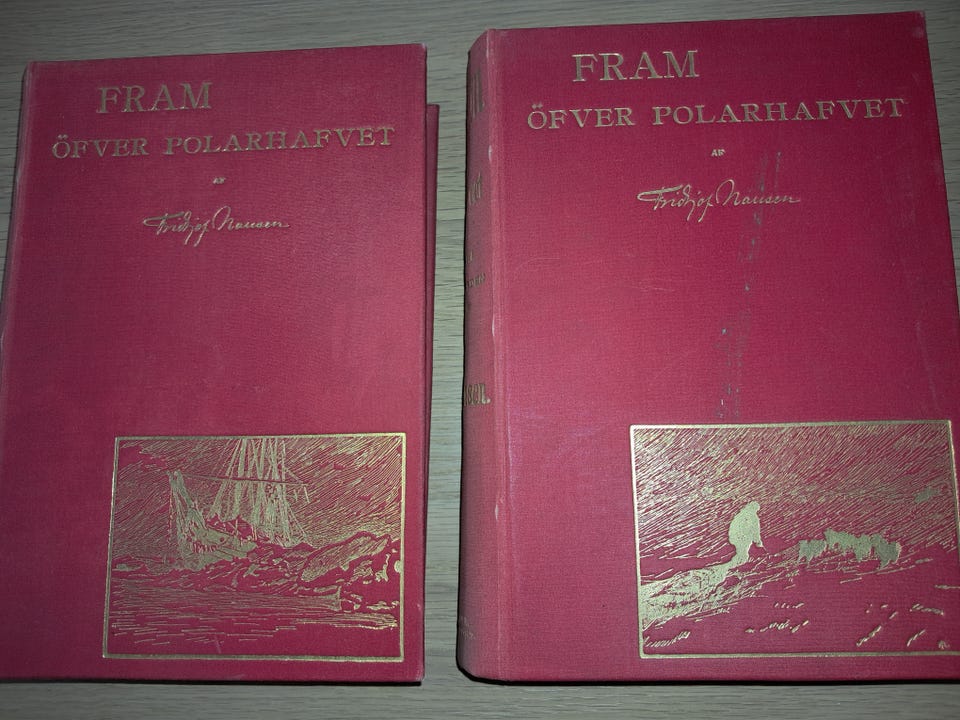 FRAM
ÖFVER POLARHAFVET
AF
Fridtjof Nansen
FRAM
ÖFVER POLARHAFVET
AF
Fridtjof Nansen